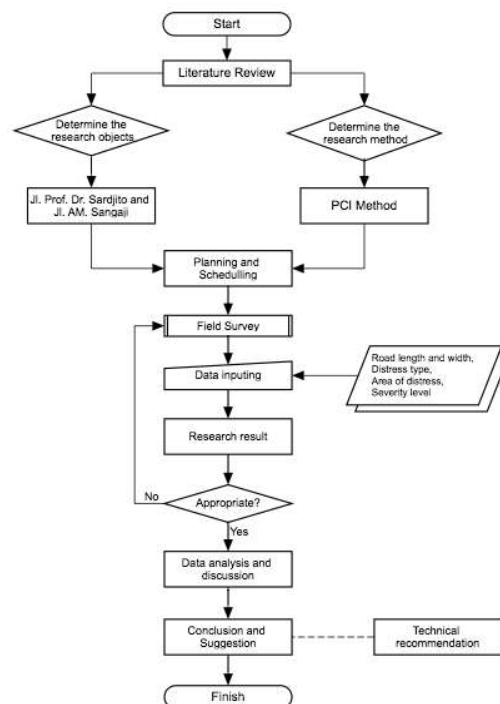 Start
Literature Review
Determine the
research objects
Determine the
research method
Jl. Prof. Dr. Sardjito and
Jl. AM. Sangaji
PCI Method
Planning and
Schedulling
Field Survey
Data inputing
Road length and width,
Distress type,
Area of distress,
Severity level
Research result
No
Appropriate?
Yes
Data analysis and
discussion
Conclusion and
Suggestion
Technical
recommendation
Finish